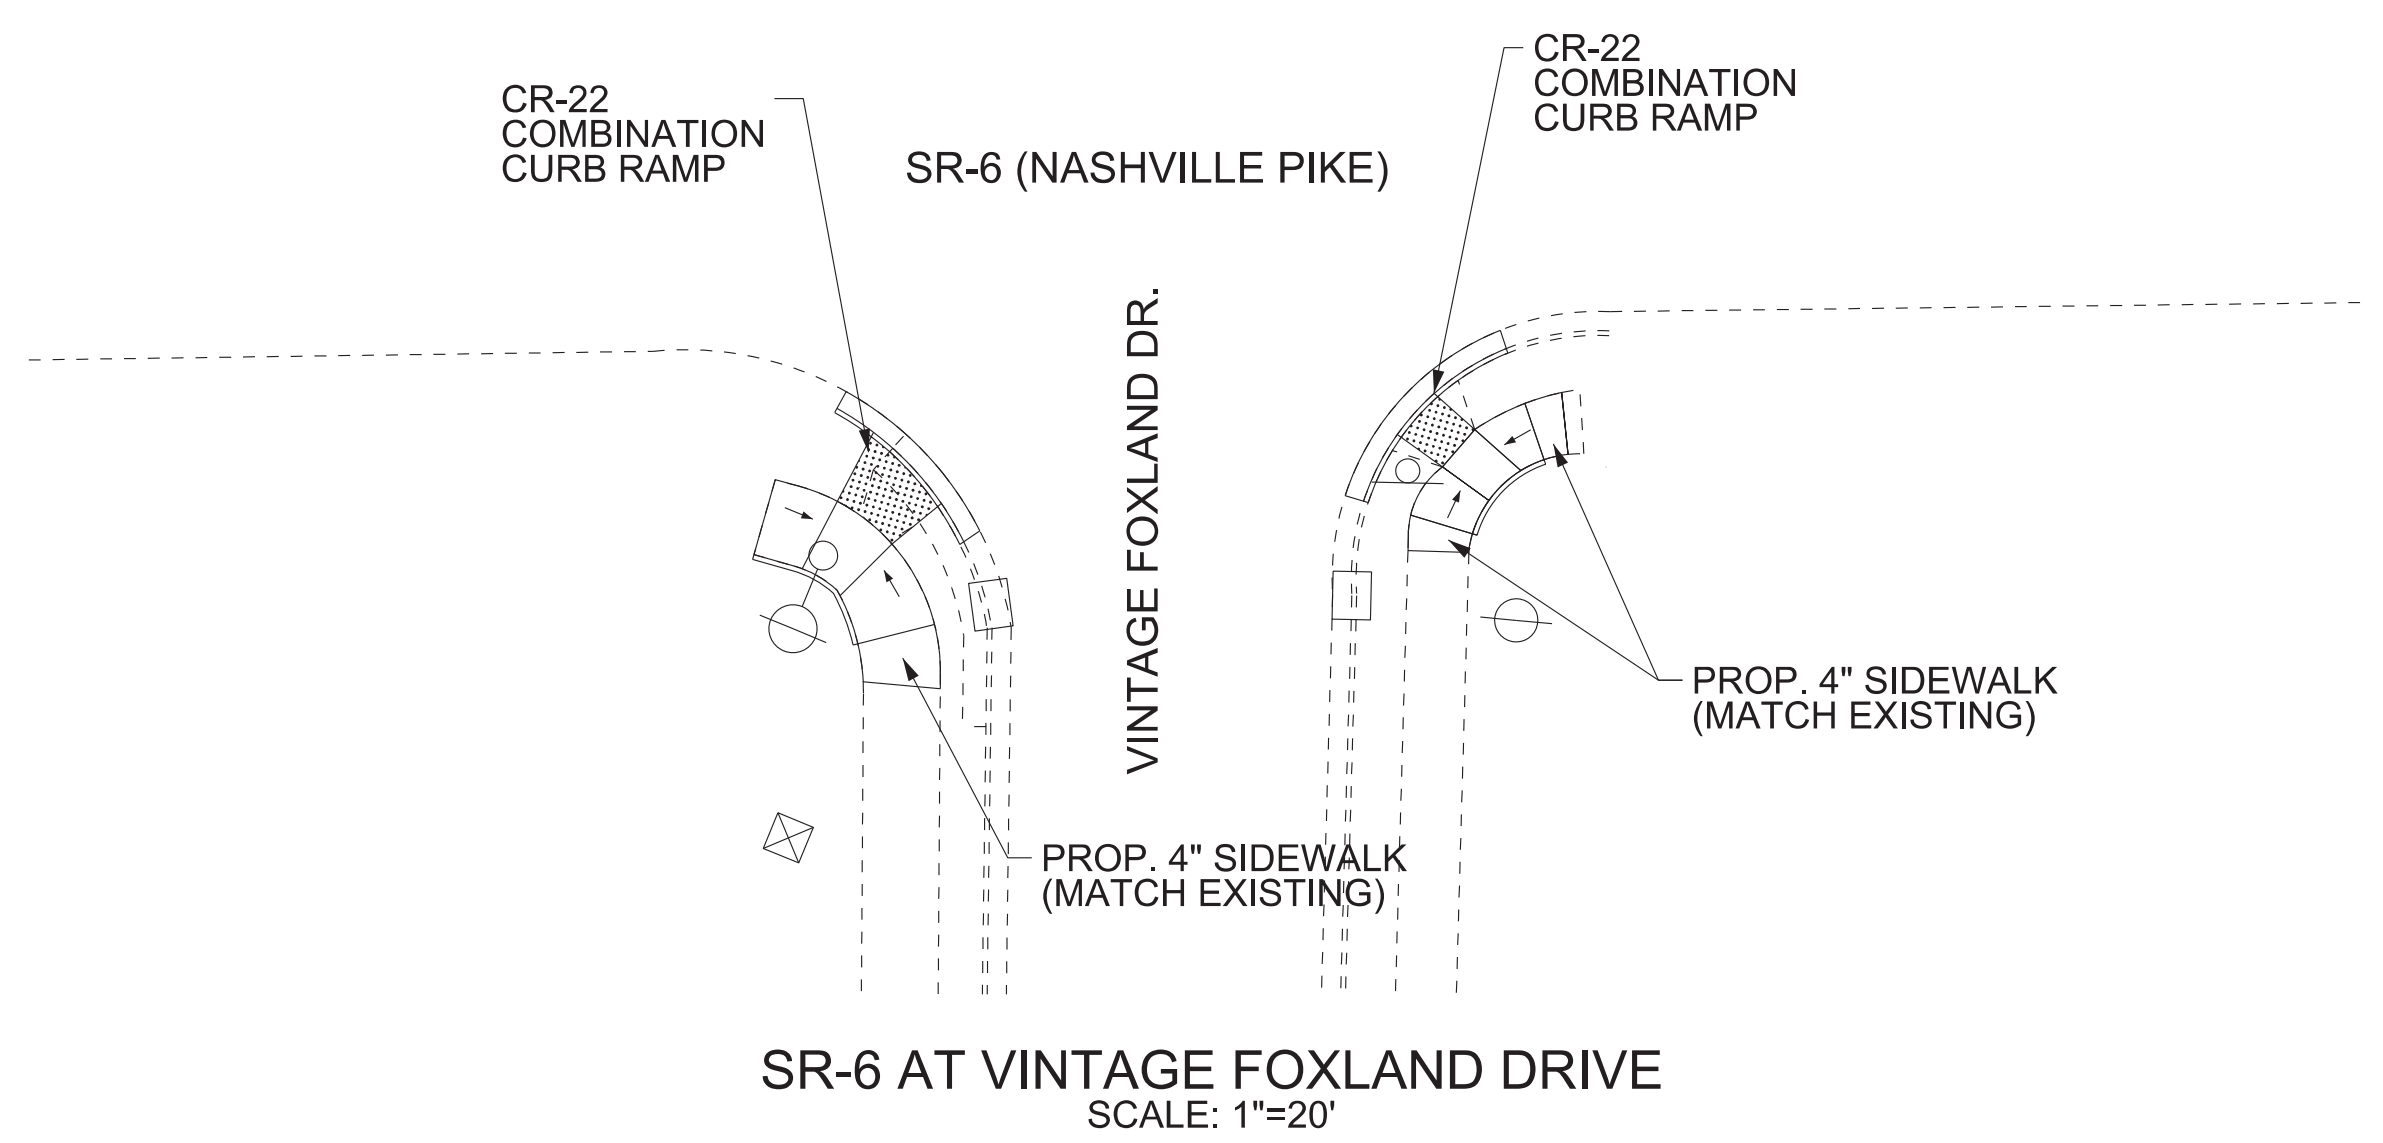 CR-22
COMBINATION
CURB RAMP
CR-22
COMBINATION
CURB RAMP
SR-6 (NASHVILLE PIKE)
VINTAGE FOXLAND DR.
PROP. 4" SIDEWALK
(MATCH EXISTING)
PROP. 4" SIDEWALK
(MATCH EXISTING)
SR-6 AT VINTAGE FOXLAND DRIVE
SCALE: 1"=20'